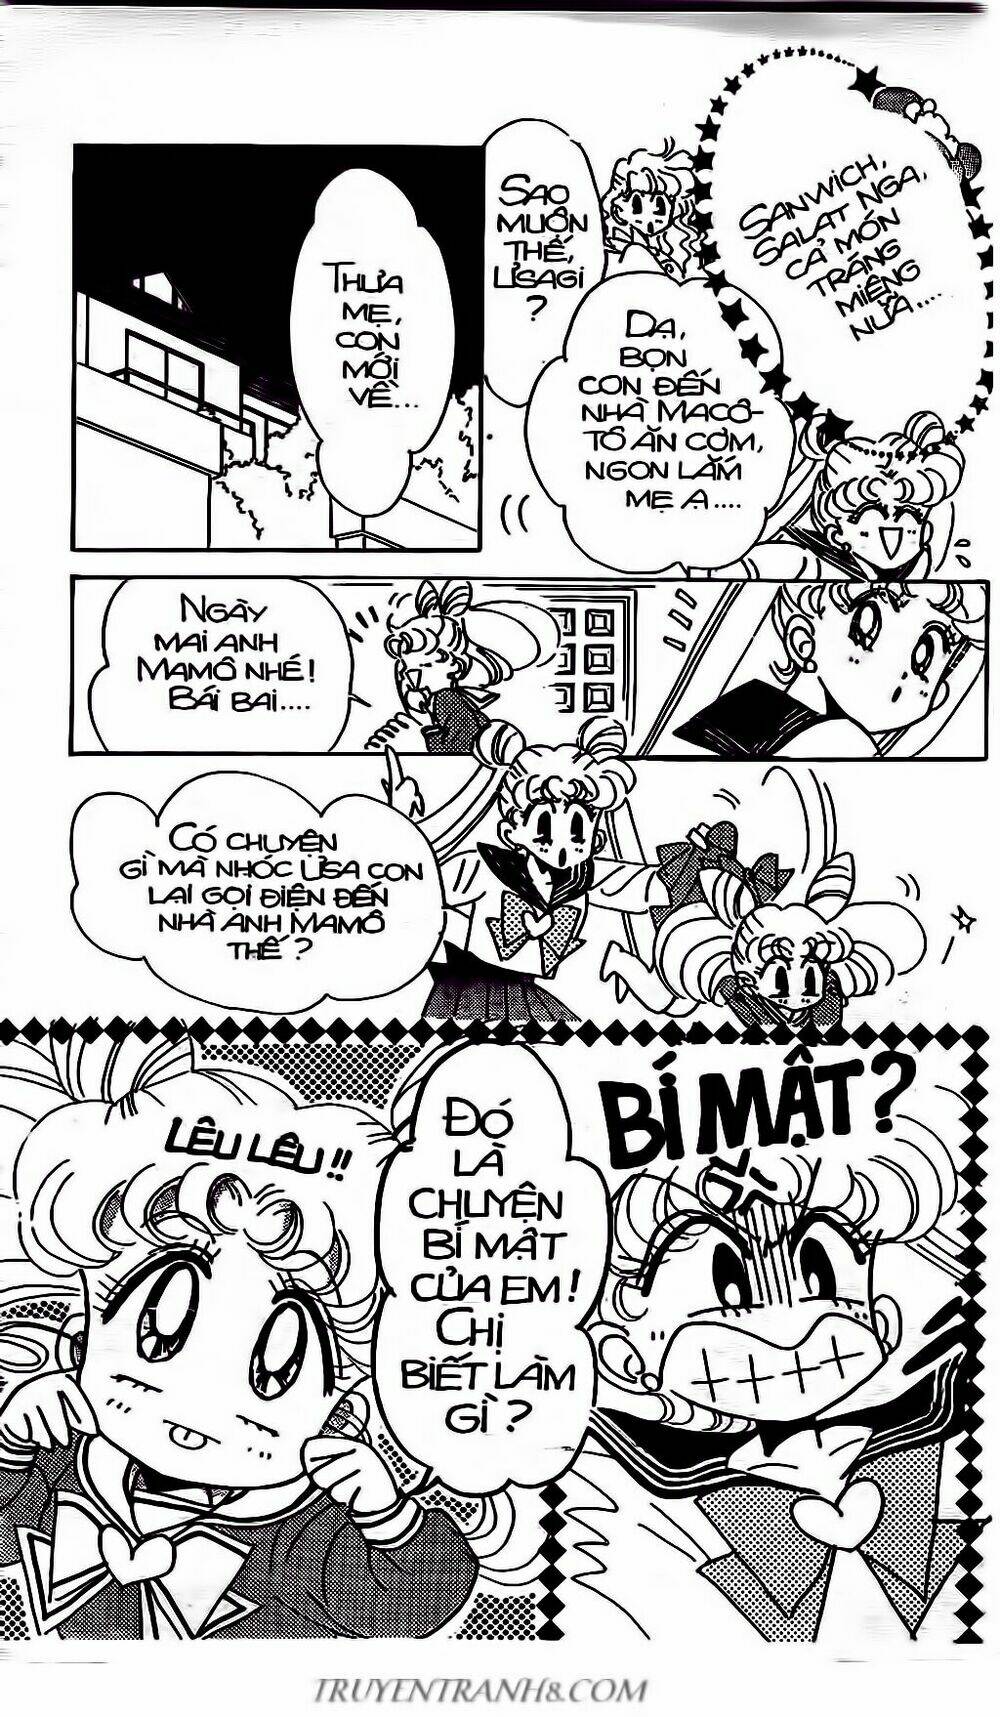 THƯA
MẸ,
CON
MỚI
VỀ...
SAO
MUỘN
THẾ,
ƯSAGI
?
SANWICH,
SALAT NGA,
CẢ MÓN
TRÁNG
MIỆNG
NỮA....
DẠ,
BỌN
CON ĐẾN
NHÀ MACÔ-
TÔ ĂN CƠM,
NGON LẮM
MẸ Ạ....
NGÀY
MAI ANH
MAMÔ NHÉ!
BÁI BAI....
CÓ CHUYỆN
GÌ MÀ NHÓC ƯSA CON
LẠI GỌI ĐIỆN ĐẾN
NHÀ ANH MAMÔ
THẾ?
LÊU LÊU!!
ĐÓ
LÀ
CHUYỆN
BÍ MẬT
CỦA EM!
CHỊ
BIẾT LÀM
GÌ?
BÍ MẬT?
TRUYENTRANH8.COM